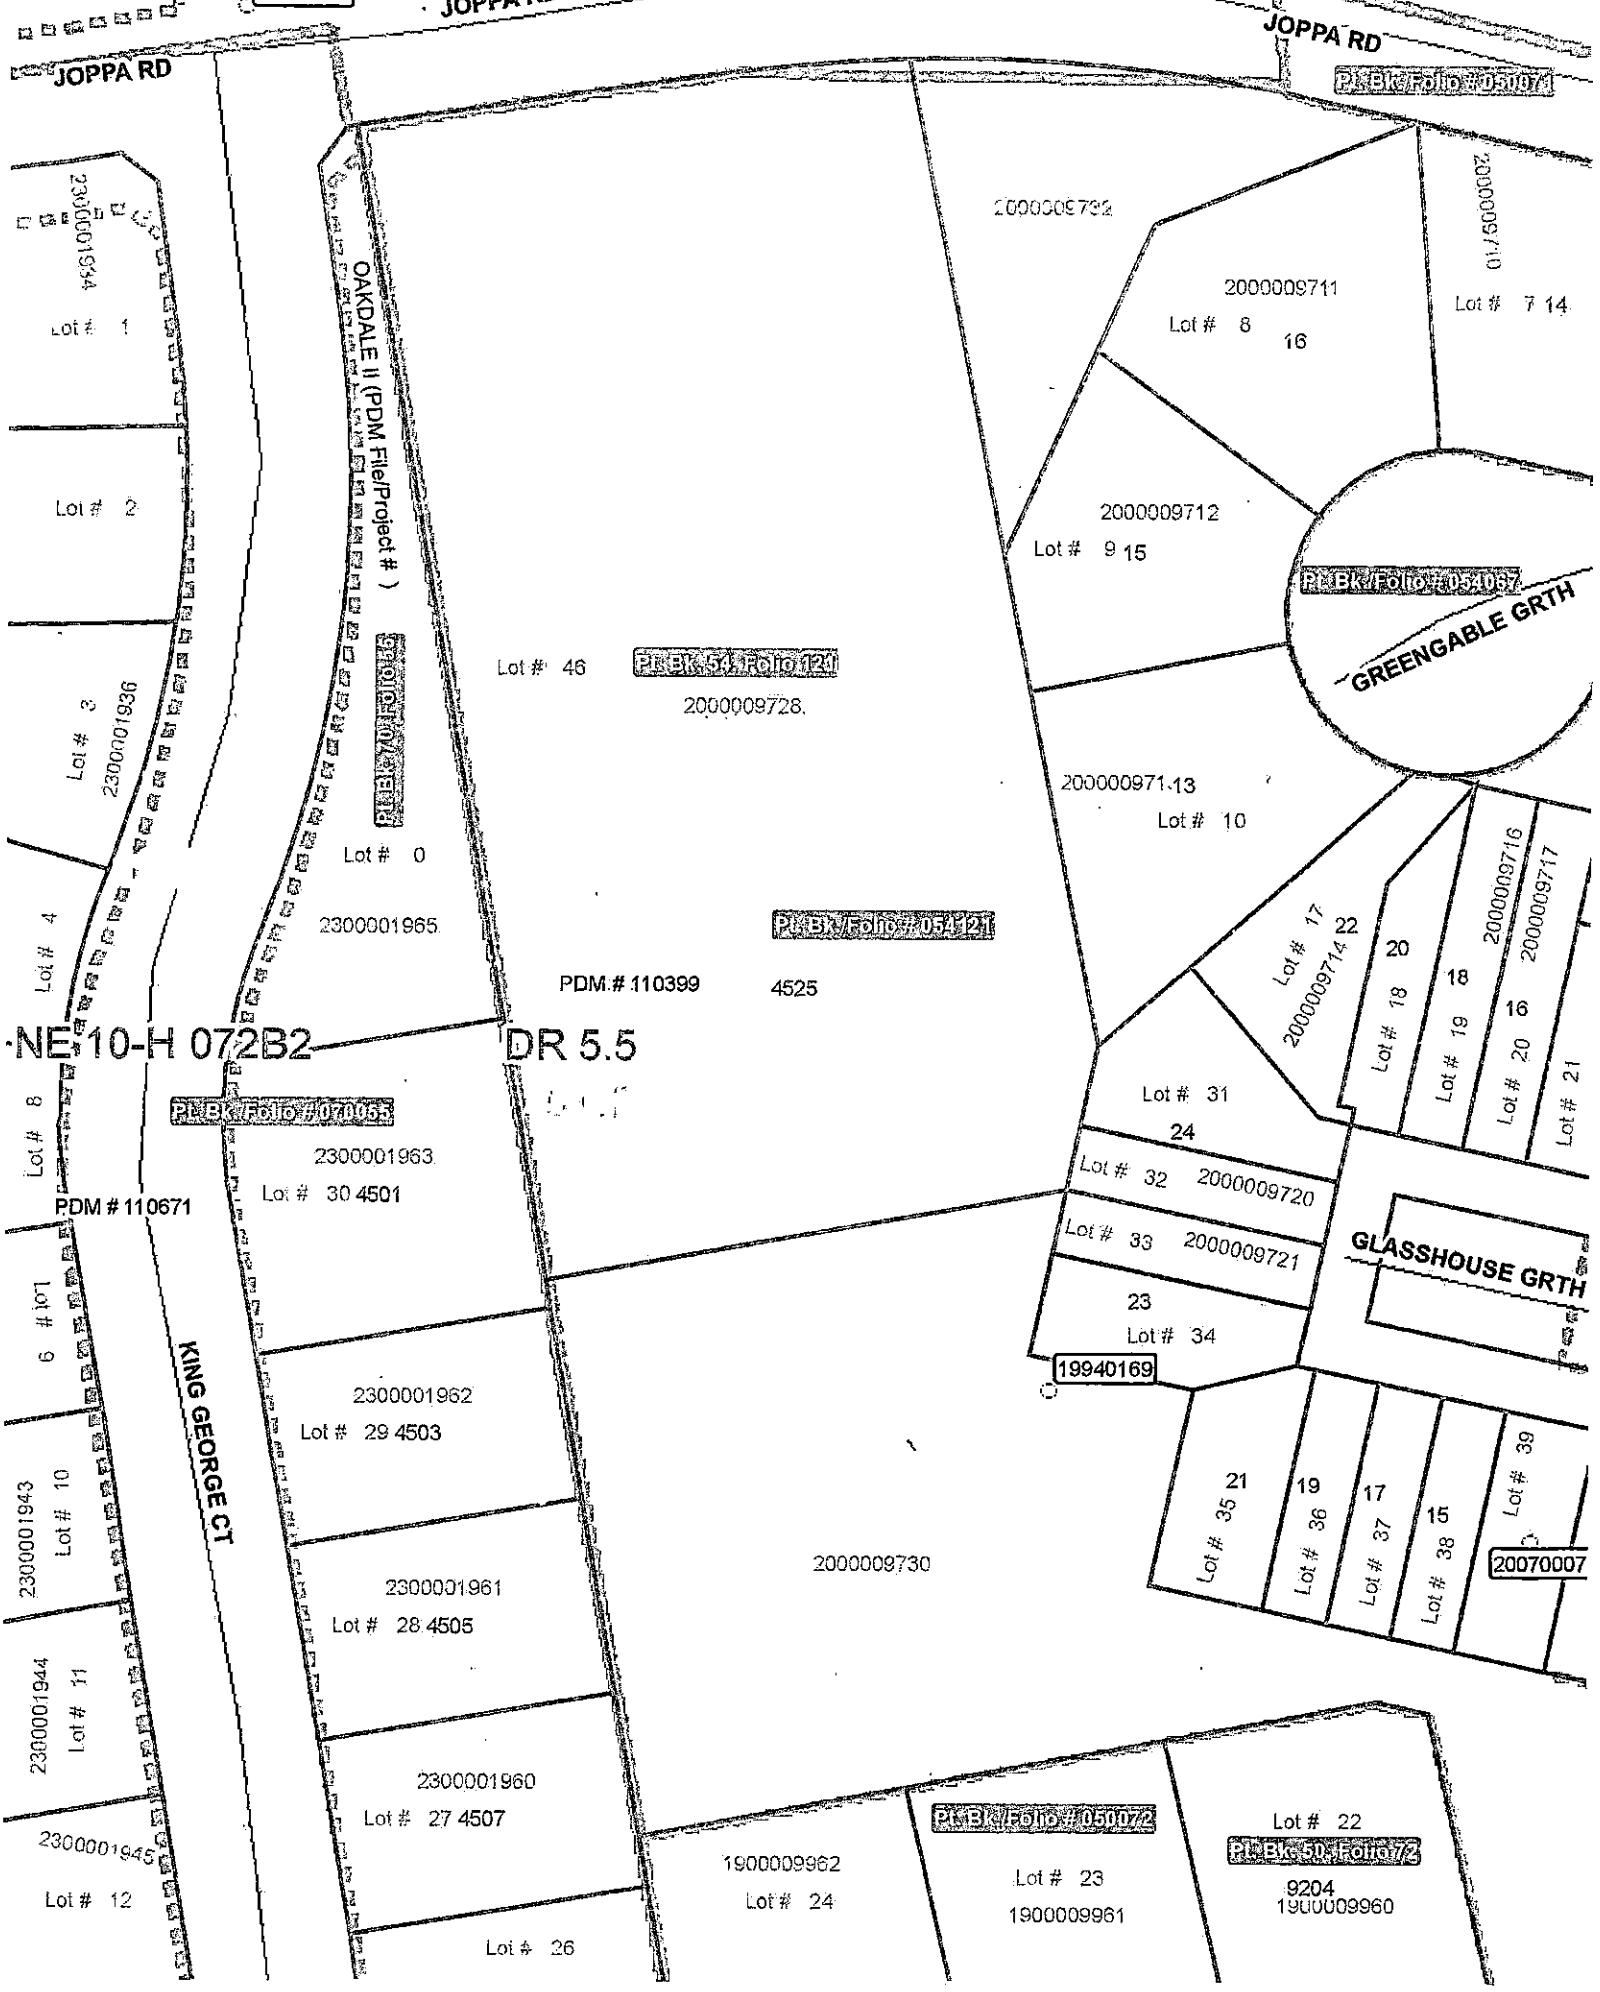 JOPPA RD
JOPPA RD
Pt. Bk./Folio # 050071
2300001934
Lot # 1
2000009732
2000009711
Lot # 8
16
2000009710
Lot # 7 14
OAKDALE II (PDM File/Project # )
Lot # 2
2000009712
Lot # 9 15
Pt. Bk./Folio # 054067
GREENGABLE GRTH
Lot # 46
Pt. Bk. 54, Folio 121
2000009728
Lot # 3
2300001936
200000971 13
Lot # 10
Lot # 0
2300001965
Pt. Bk./Folio # 054121
PDM # 110399
4525
Lot # 4
Lot # 17
22
2000009714
20
Lot # 18
18
Lot # 19
2000009716
16
Lot # 20
2000009717
Lot # 21
NE 10-H 072B2
DR 5.5
Lot # 8
Pt. Bk./Folio # 070055
2300001963
Lot # 30 4501
PDM # 110671
Lot # 31
24
Lot # 32 2000009720
Lot # 33 2000009721
23
Lot # 34
GLASSHOUSE GRTH
19940169
Lot # 9
KING GEORGE CT
2300001962
Lot # 29 4503
2300001943
Lot # 10
2300001961
Lot # 28 4505
2000009730
21
Lot # 35
19
Lot # 36
17
Lot # 37
15
Lot # 38
Lot # 39
20070007
2300001944
Lot # 11
2300001960
Lot # 27 4507
2300001945
Lot # 12
Lot # 26
1900009962
Lot # 24
Pt. Bk./Folio # 050072
Lot # 23
1900009961
Lot # 22
Pt. Bk. 50, Folio 72
9204
1900009960